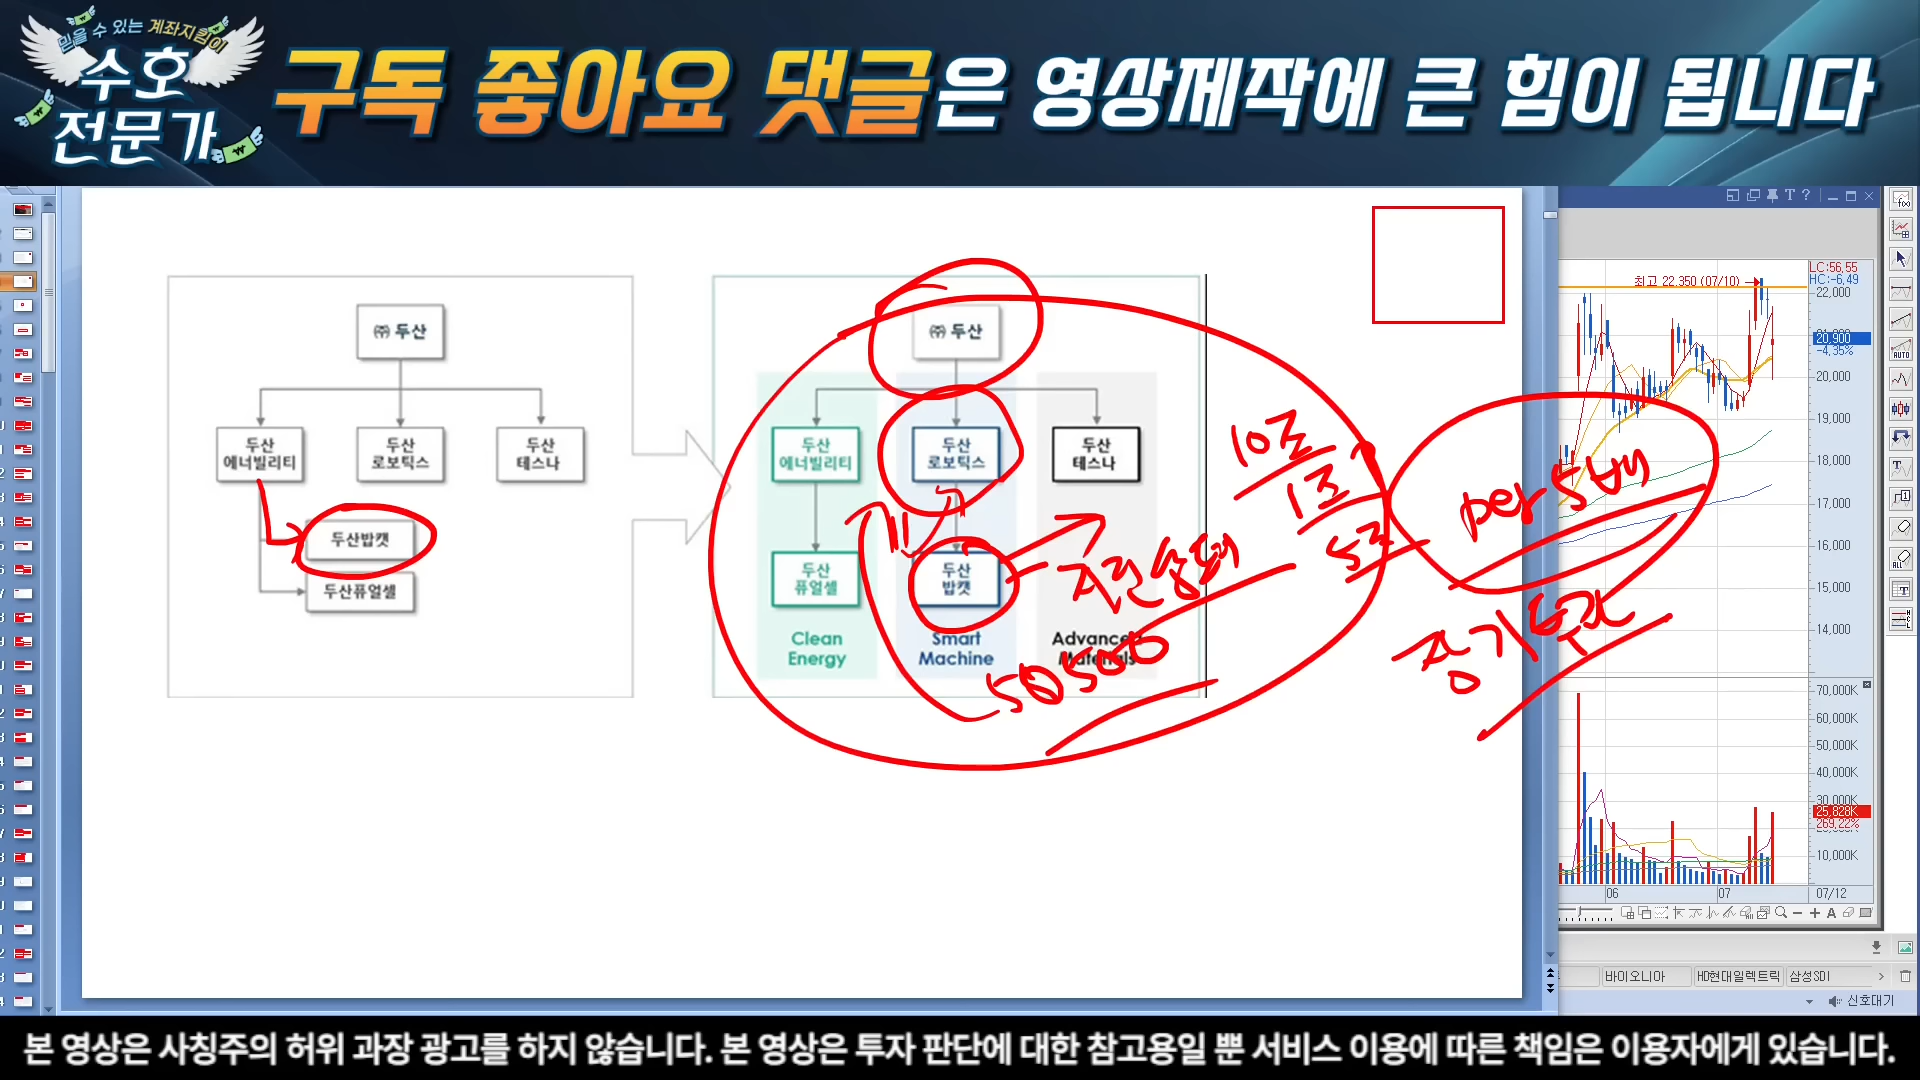 믿을 수 있는 계좌지킴이
수호
전문가
구독 좋아요 댓글은 영상제작에 큰 힘이 됩니다
㈜ 두산
두산
에너빌리티
두산
로보틱스
두산
테스나
두산밥캣
두산퓨얼셀
㈜ 두산
두산
에너빌리티
두산
로보틱스
두산
테스나
두산
퓨얼셀
두산
밥캣
Clean
Energy
Smart
Machine
Advanced
Materials
10조
1조
5조
per 5배
50500
장기투자
최고 22,350 (07/10)
LC:56,55
HC:-6,49
22,000
20,900
-4,35%
20,000
19,000
18,000
17,000
16,000
15,000
14,000
70,000K
60,000K
50,000K
40,000K
30,000K
25,828K
269,22%
10,000K
06
07
07/12
바이오니아
HD현대일렉트릭
삼성SDI
신호대기
본 영상은 사칭주의 허위 과장 광고를 하지 않습니다. 본 영상은 투자 판단에 대한 참고용일 뿐 서비스 이용에 따른 책임은 이용자에게 있습니다.